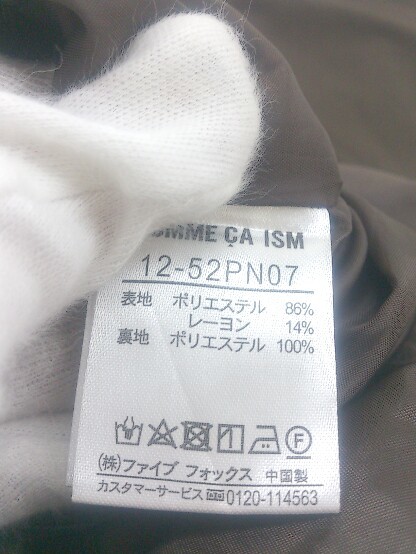 COMME ÇA ISM
12-52PN07
表地 ポリエステル 86%
レーヨン 14%
裏地 ポリエステル 100%
F
(株)ファイブ フォックス 中国製
カスタマーサービス 0120-114563